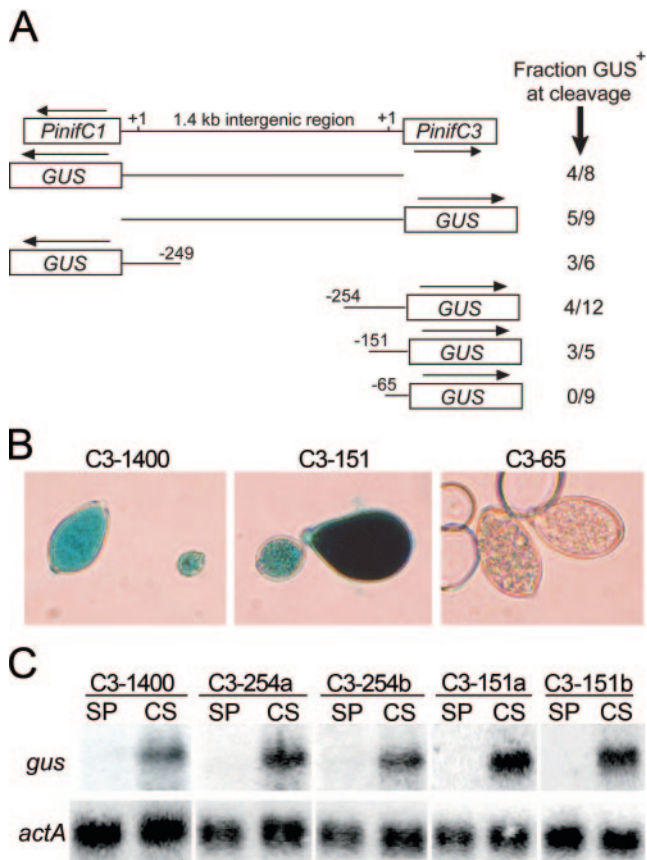 A
Fraction GUS+
at cleavage
+1 1.4 kb intergenic region +1
PinifC1 PinifC3
GUS 4/8
GUS 5/9
GUS -249 3/6
-254 GUS 4/12
-151 GUS 3/5
-65 GUS 0/9
B
C3-1400 C3-151 C3-65
C
C3-1400 C3-254a C3-254b C3-151a C3-151b
SP CS SP CS SP CS SP CS SP CS
gus
actA